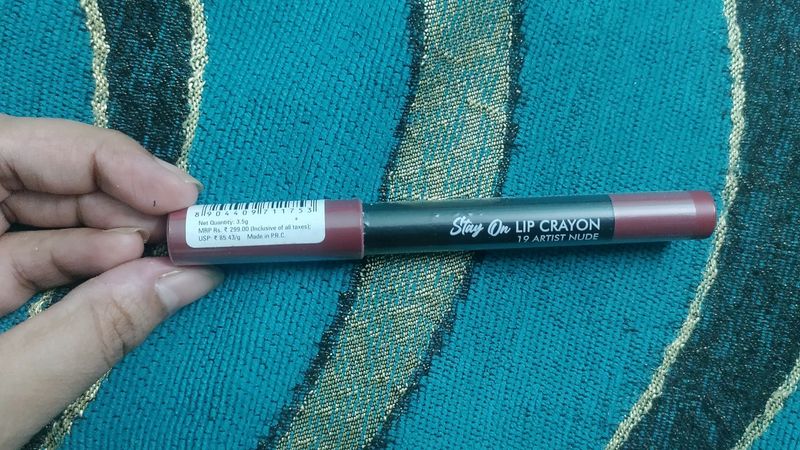 8 904409 711753
Net Quantity: 3.5g
MRP Rs. ₹ 299.00 (Inclusive of all taxes);
USP: ₹ 85.43/g Made in P.R.C.
Stay On LIP CRAYON
19 ARTIST NUDE